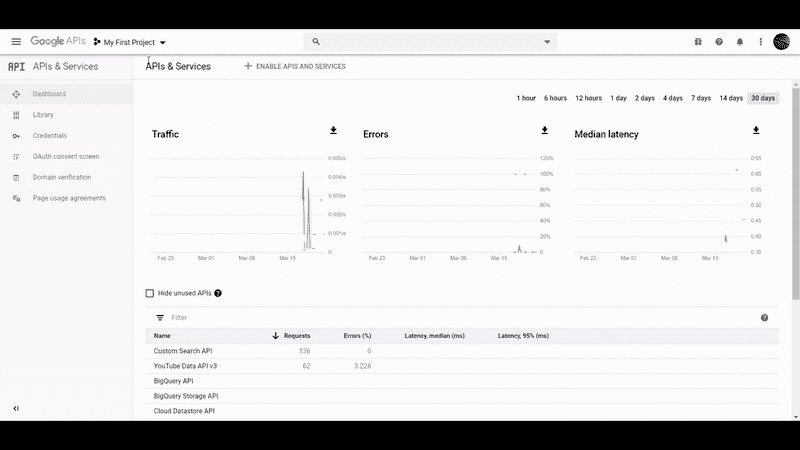 Google APIs My First Project
API APIs & Services
APIs & Services ENABLE APIS AND SERVICES
Dashboard
Library
Credentials
OAuth consent screen
Domain verification
Page usage agreements
1 hour 6 hours 12 hours 1 day 2 days 4 days 7 days 14 days 30 days
Traffic
0.005/s
0.004/s
0.003/s
0.002/s
0.001/s
0
Feb 23 Mar 01 Mar 08 Mar 15
Errors
120%
100%
80%
60%
40%
20%
0
Feb 23 Mar 01 Mar 08 Mar 15
Median latency
0.65
0.60
0.55
0.50
0.45
0.40
0.35
Feb 23 Mar 01 Mar 08 Mar 15
Hide unused APIs
Filter
Name Requests Errors (%) Latency, median (ms) Latency, 95% (ms)
Custom Search API 136 0
YouTube Data API v3 62 3.226
BigQuery API
BigQuery Storage API
Cloud Datastore API